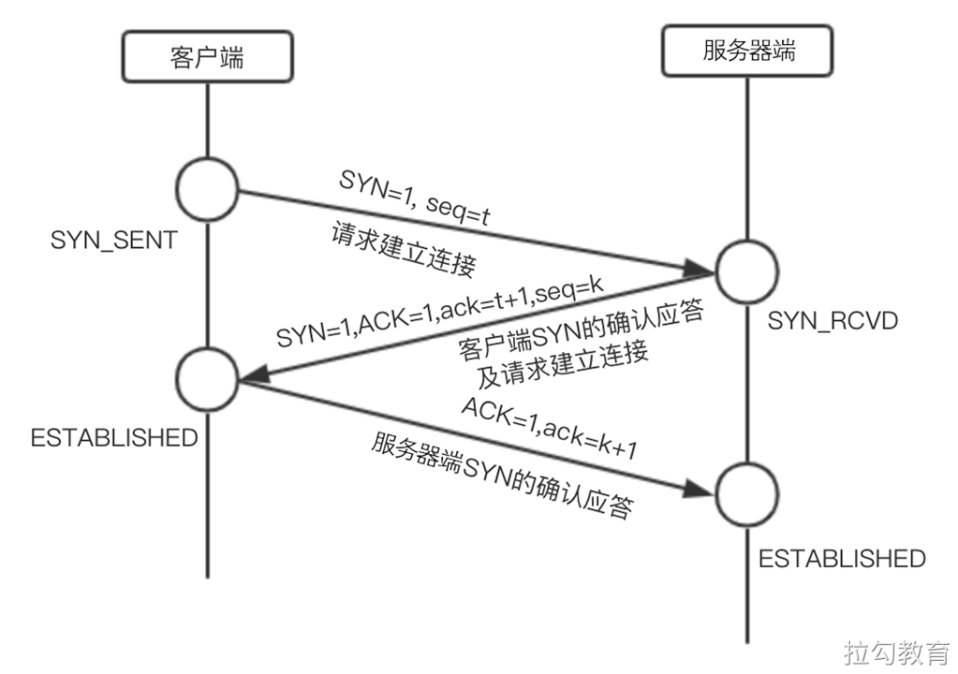 客户端
服务器端
SYN=1, seq=t
请求建立连接
SYN_SENT
SYN=1,ACK=1,ack=t+1,seq=k
客户端SYN的确认应答
及请求建立连接
SYN_RCVD
ESTABLISHED
ACK=1,ack=k+1
服务器端SYN的确认应答
ESTABLISHED
拉勾教育